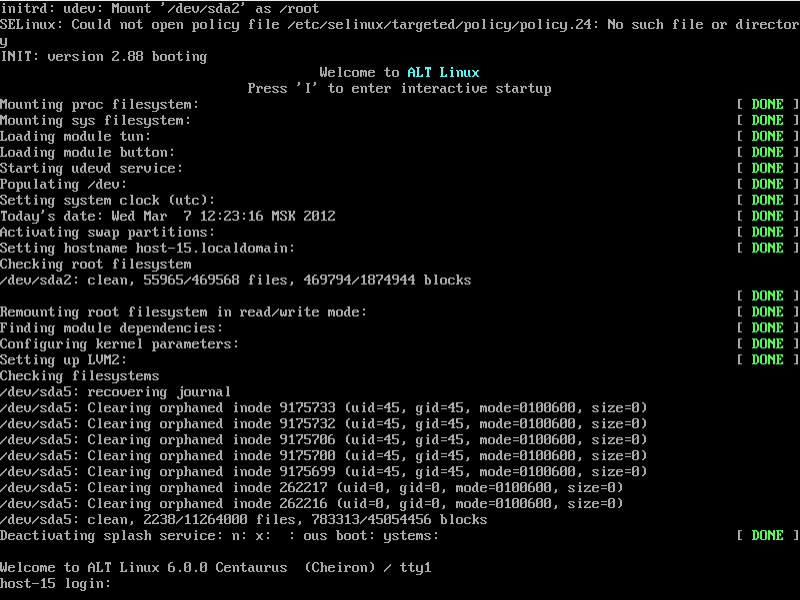 initrd: udev: Mount '/dev/sda2' as /root
SELinux: Could not open policy file /etc/selinux/targeted/policy/policy.24: No such file or director
y
INIT: version 2.88 booting
Welcome to ALT Linux
Press 'I' to enter interactive startup
Mounting proc filesystem: [ DONE ]
Mounting sys filesystem: [ DONE ]
Loading module tun: [ DONE ]
Loading module button: [ DONE ]
Starting udevd service: [ DONE ]
Populating /dev: [ DONE ]
Setting system clock (utc): [ DONE ]
Today's date: Wed Mar  7 12:23:16 MSK 2012
Activating swap partitions: [ DONE ]
Setting hostname host-15.localdomain: [ DONE ]
Checking root filesystem
/dev/sda2: clean, 55965/469568 files, 469794/1874944 blocks
[ DONE ]
Remounting root filesystem in read/write mode: [ DONE ]
Finding module dependencies: [ DONE ]
Configuring kernel parameters: [ DONE ]
Setting up LVM2: [ DONE ]
Checking filesystems
/dev/sda5: recovering journal
/dev/sda5: Clearing orphaned inode 9175733 (uid=45, gid=45, mode=0100600, size=0)
/dev/sda5: Clearing orphaned inode 9175732 (uid=45, gid=45, mode=0100600, size=0)
/dev/sda5: Clearing orphaned inode 9175706 (uid=45, gid=45, mode=0100600, size=0)
/dev/sda5: Clearing orphaned inode 9175700 (uid=45, gid=45, mode=0100600, size=0)
/dev/sda5: Clearing orphaned inode 9175699 (uid=45, gid=45, mode=0100600, size=0)
/dev/sda5: Clearing orphaned inode 262217 (uid=0, gid=0, mode=0100600, size=0)
/dev/sda5: Clearing orphaned inode 262216 (uid=0, gid=0, mode=0100600, size=0)
/dev/sda5: clean, 2238/11264000 files, 783313/45054456 blocks
Deactivating splash service: n: x:  : ous boot: ystems: [ DONE ]
Welcome to ALT Linux 6.0.0 Centaurus  (Cheiron) / tty1
host-15 login: